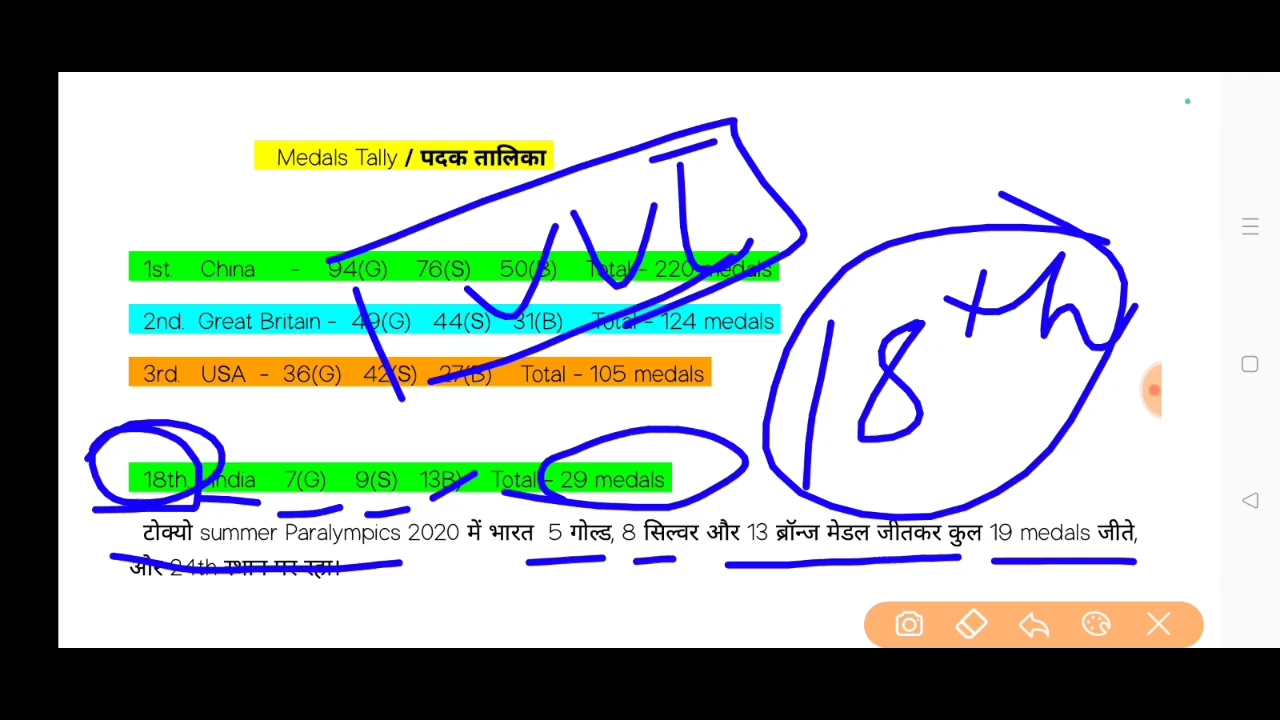 Medals Tally / पदक तालिका
1st. China - 94(G) 76(S) 50(B) Total - 220 medals
2nd. Great Britain - 49(G) 44(S) 31(B) Total - 124 medals
3rd. USA - 36(G) 42(S) 27(B) Total - 105 medals
VVI
18th
18th. India 7(G) 9(S) 13B) Total - 29 medals
टोक्यो summer Paralympics 2020 में भारत 5 गोल्ड, 8 सिल्वर और 13 ब्रॉन्ज मेडल जीतकर कुल 19 medals जीते,
और 24th स्थान पर रहा।